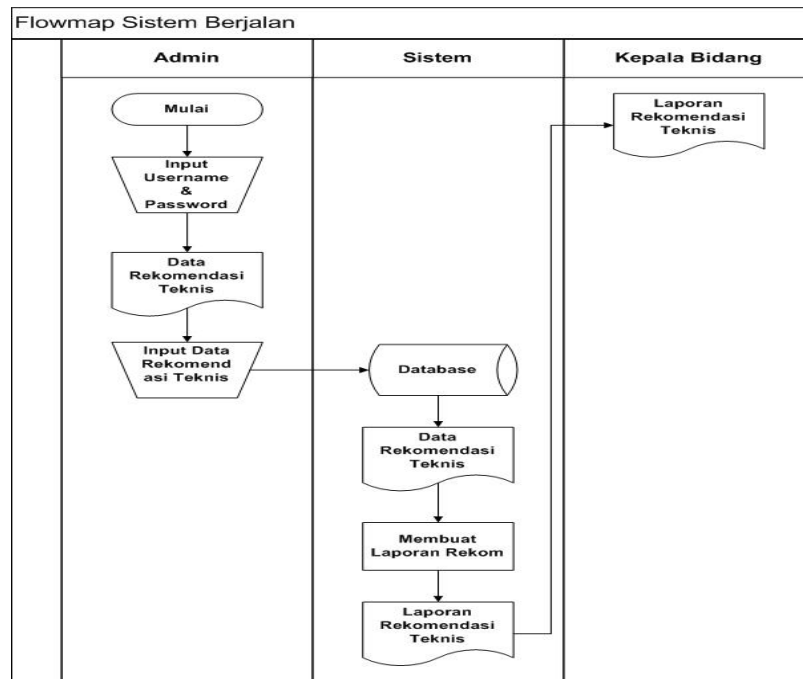 Flowmap Sistem Berjalan
Admin
Sistem
Kepala Bidang
Mulai
Input
Username
&
Password
Data
Rekomendasi
Teknis
Input Data
Rekomend
asi Teknis
Database
Data
Rekomendasi
Teknis
Membuat
Laporan Rekom
Laporan
Rekomendasi
Teknis
Laporan
Rekomendasi
Teknis